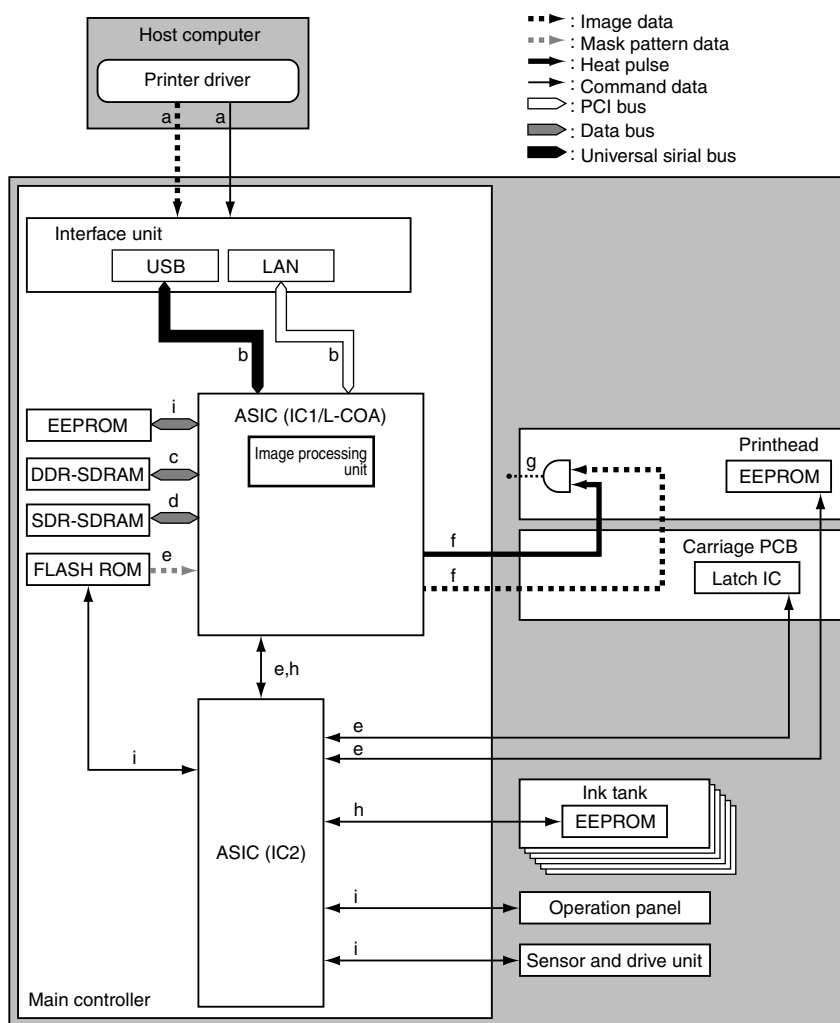 Host computer
Printer driver
a
a
: Image data
: Mask pattern data
: Heat pulse
: Command data
: PCI bus
: Data bus
: Universal sirial bus
Interface unit
USB
LAN
b
b
EEPROM
i
DDR-SDRAM
c
SDR-SDRAM
d
FLASH ROM
e
ASIC (IC1/L-COA)
Image processing
unit
f
f
g
Printhead
EEPROM
Carriage PCB
Latch IC
e,h
i
ASIC (IC2)
e
e
h
Ink tank
EEPROM
i
Operation panel
i
Sensor and drive unit
Main controller